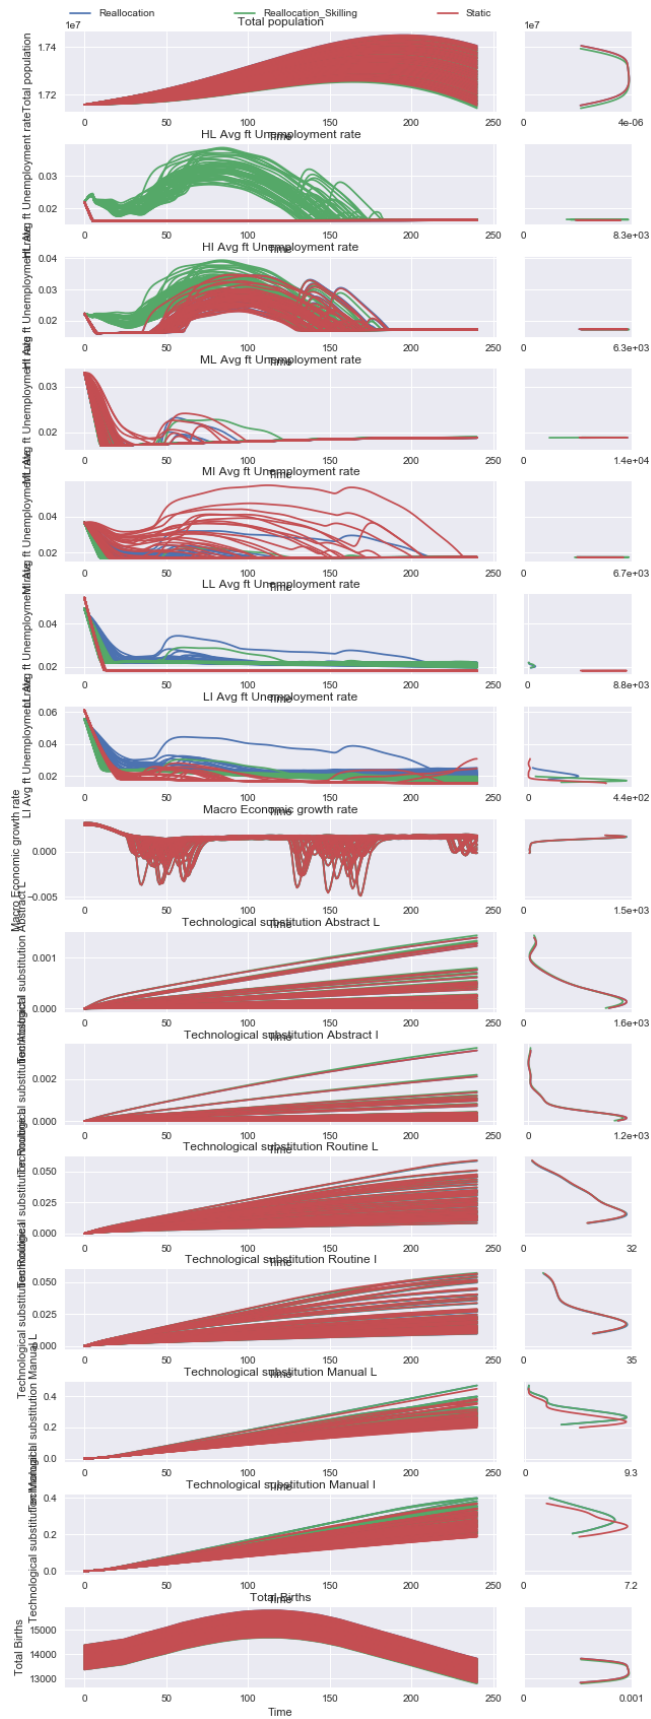 Reallocation Reallocation_Skilling Static
Total population
1e7 1e7
Total population
1.74
1.72
0 50 100 150 200 250 0 4e-06
Time
HL Avg ft Unemployment rate
0.03
0.02
0 50 100 150 200 250 0 8.3e+03
Time
HI Avg ft Unemployment rate
0.04
0.03
0.02
0 50 100 150 200 250 0 6.3e+03
Time
ML Avg ft Unemployment rate
0.03
0.02
0 50 100 150 200 250 0 1.4e+04
Time
MI Avg ft Unemployment rate
0.04
0.02
0 50 100 150 200 250 0 6.7e+03
Time
LL Avg ft Unemployment rate
0.04
0.02
0 50 100 150 200 250 0 8.8e+03
Time
LI Avg ft Unemployment rate
LI Avg ft Unemployment rate
0.06
0.04
0.02
0 50 100 150 200 250 0 4.4e+02
Time
Macro Economic growth rate
Macro Economic growth rate
0.000
−0.005
0 50 100 150 200 250 0 1.5e+03
Time
Technological substitution Abstract L
0.001
0.000
0 50 100 150 200 250 0 1.6e+03
Time
Technological substitution Abstract I
0.002
0.000
0 50 100 150 200 250 0 1.2e+03
Time
Technological substitution Routine L
0.050
0.025
0.000
0 50 100 150 200 250 0 32
Time
Technological substitution Routine I
Technological substitution Routine I
0.050
0.025
0.000
0 50 100 150 200 250 0 35
Time
Technological substitution Manual L
0.4
0.2
0.0
0 50 100 150 200 250 0 9.3
Time
Technological substitution Manual I
0.4
0.2
0.0
0 50 100 150 200 250 0 7.2
Time
Total Births
Total Births
15000
14000
13000
0 50 100 150 200 250 0 0.001
Time